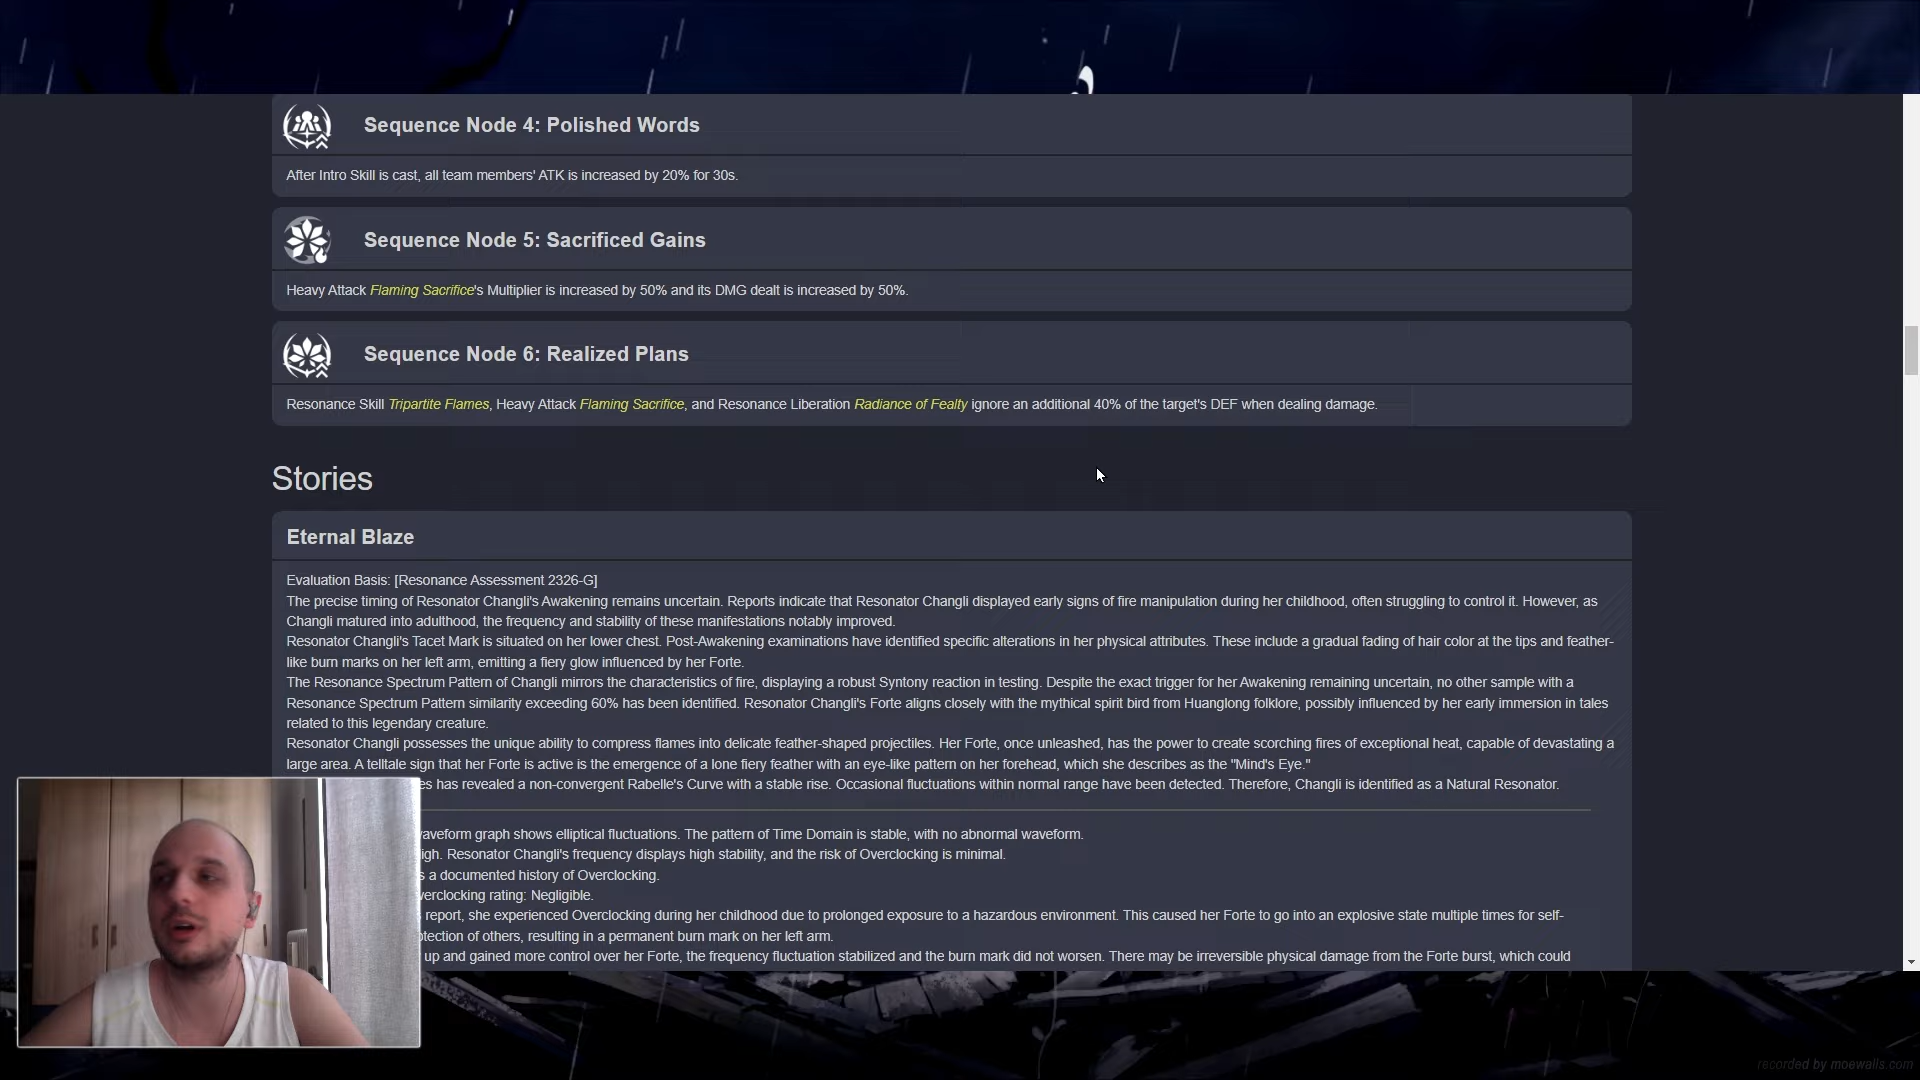 Sequence Node 4: Polished Words
After Intro Skill is cast, all team members' ATK is increased by 20% for 30s.
Sequence Node 5: Sacrificed Gains
Heavy Attack Flaming Sacrifice's Multiplier is increased by 50% and its DMG dealt is increased by 50%.
Sequence Node 6: Realized Plans
Resonance Skill Tripartite Flames, Heavy Attack Flaming Sacrifice, and Resonance Liberation Radiance of Fealty ignore an additional 40% of the target's DEF when dealing damage.
Stories
Eternal Blaze
Evaluation Basis: [Resonance Assessment 2326-G]
The precise timing of Resonator Changli's Awakening remains uncertain. Reports indicate that Resonator Changli displayed early signs of fire manipulation during her childhood, often struggling to control it. However, as
Changli matured into adulthood, the frequency and stability of these manifestations notably improved.
Resonator Changli's Tacet Mark is situated on her lower chest. Post-Awakening examinations have identified specific alterations in her physical attributes. These include a gradual fading of hair color at the tips and feather-
like burn marks on her left arm, emitting a fiery glow influenced by her Forte.
The Resonance Spectrum Pattern of Changli mirrors the characteristics of fire, displaying a robust Syntony reaction in testing. Despite the exact trigger for her Awakening remaining uncertain, no other sample with a
Resonance Spectrum Pattern similarity exceeding 60% has been identified. Resonator Changli's Forte aligns closely with the mythical spirit bird from Huanglong folklore, possibly influenced by her early immersion in tales
related to this legendary creature.
Resonator Changli possesses the unique ability to compress flames into delicate feather-shaped projectiles. Her Forte, once unleashed, has the power to create scorching fires of exceptional heat, capable of devastating a
large area. A telltale sign that her Forte is active is the emergence of a lone fiery feather with an eye-like pattern on her forehead, which she describes as the "Mind's Eye."
es has revealed a non-convergent Rabelle's Curve with a stable rise. Occasional fluctuations within normal range have been detected. Therefore, Changli is identified as a Natural Resonator.
aveform graph shows elliptical fluctuations. The pattern of Time Domain is stable, with no abnormal waveform.
igh. Resonator Changli's frequency displays high stability, and the risk of Overclocking is minimal.
s a documented history of Overclocking.
verclocking rating: Negligible.
report, she experienced Overclocking during her childhood due to prolonged exposure to a hazardous environment. This caused her Forte to go into an explosive state multiple times for self-
otection of others, resulting in a permanent burn mark on her left arm.
up and gained more control over her Forte, the frequency fluctuation stabilized and the burn mark did not worsen. There may be irreversible physical damage from the Forte burst, which could
recorded by moewalls.com